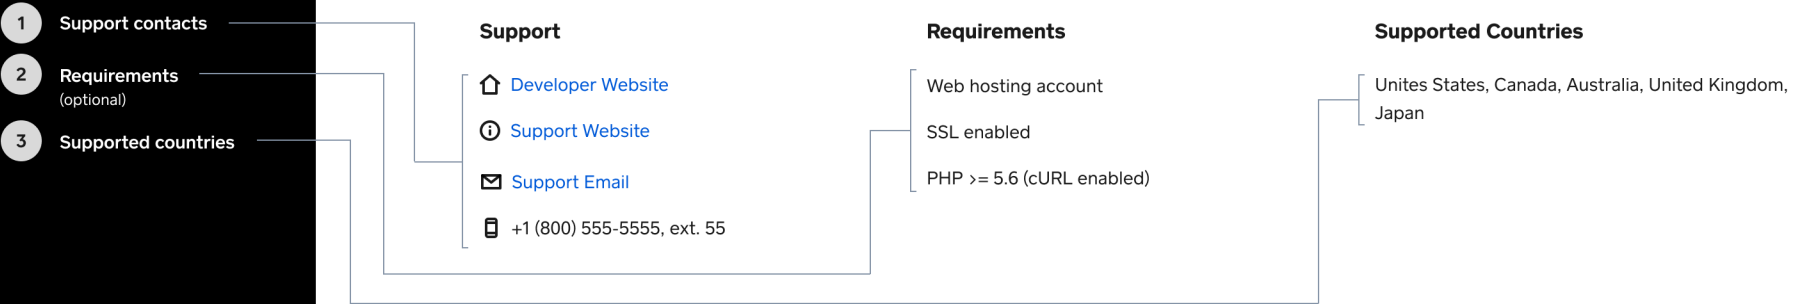 1 Support contacts
2 Requirements
(optional)
3 Supported countries
Support
Developer Website
Support Website
Support Email
+1 (800) 555-5555, ext. 55
Requirements
Web hosting account
SSL enabled
PHP >= 5.6 (cURL enabled)
Supported Countries
Unites States, Canada, Australia, United Kingdom,
Japan